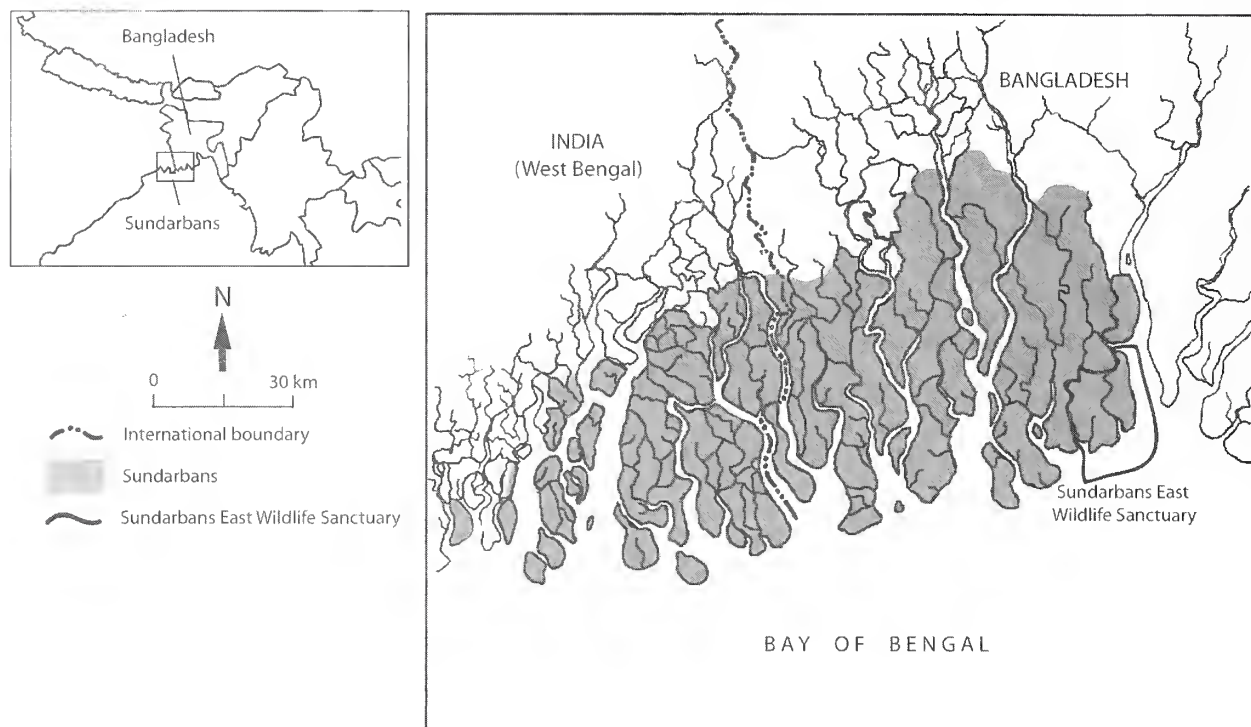 Bangladesh
Sundarbans
N
0 30 km
International boundary
Sundarbans
Sundarbans East Wildlife Sanctuary
INDIA
(West Bengal)
BANGLADESH
Sundarbans East
Wildlife Sanctuary
BAY OF BENGAL